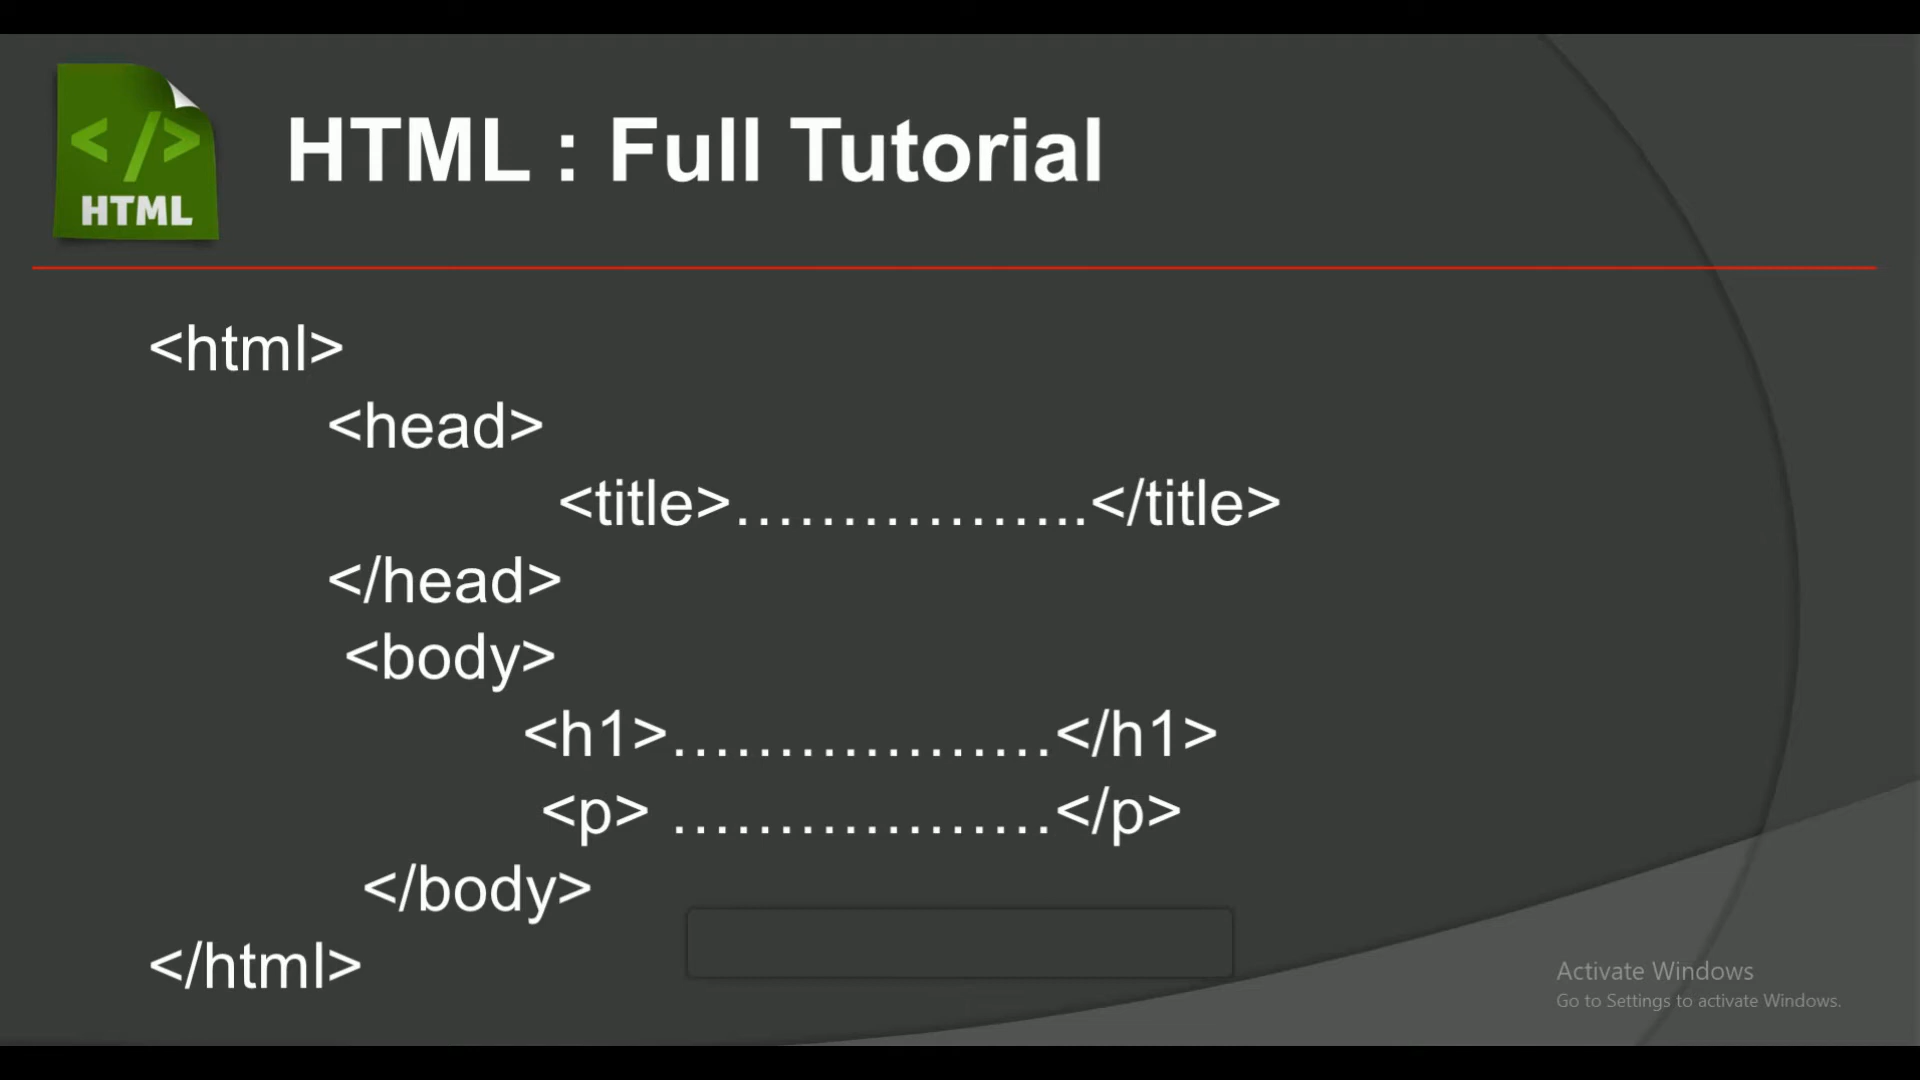 </>
HTML
HTML : Full Tutorial
<html>
<head>
<title>……………..</title>
</head>
<body>
<h1>………………</h1>
<p> ………………</p>
</body>
</html>
Activate Windows
Go to Settings to activate Windows.